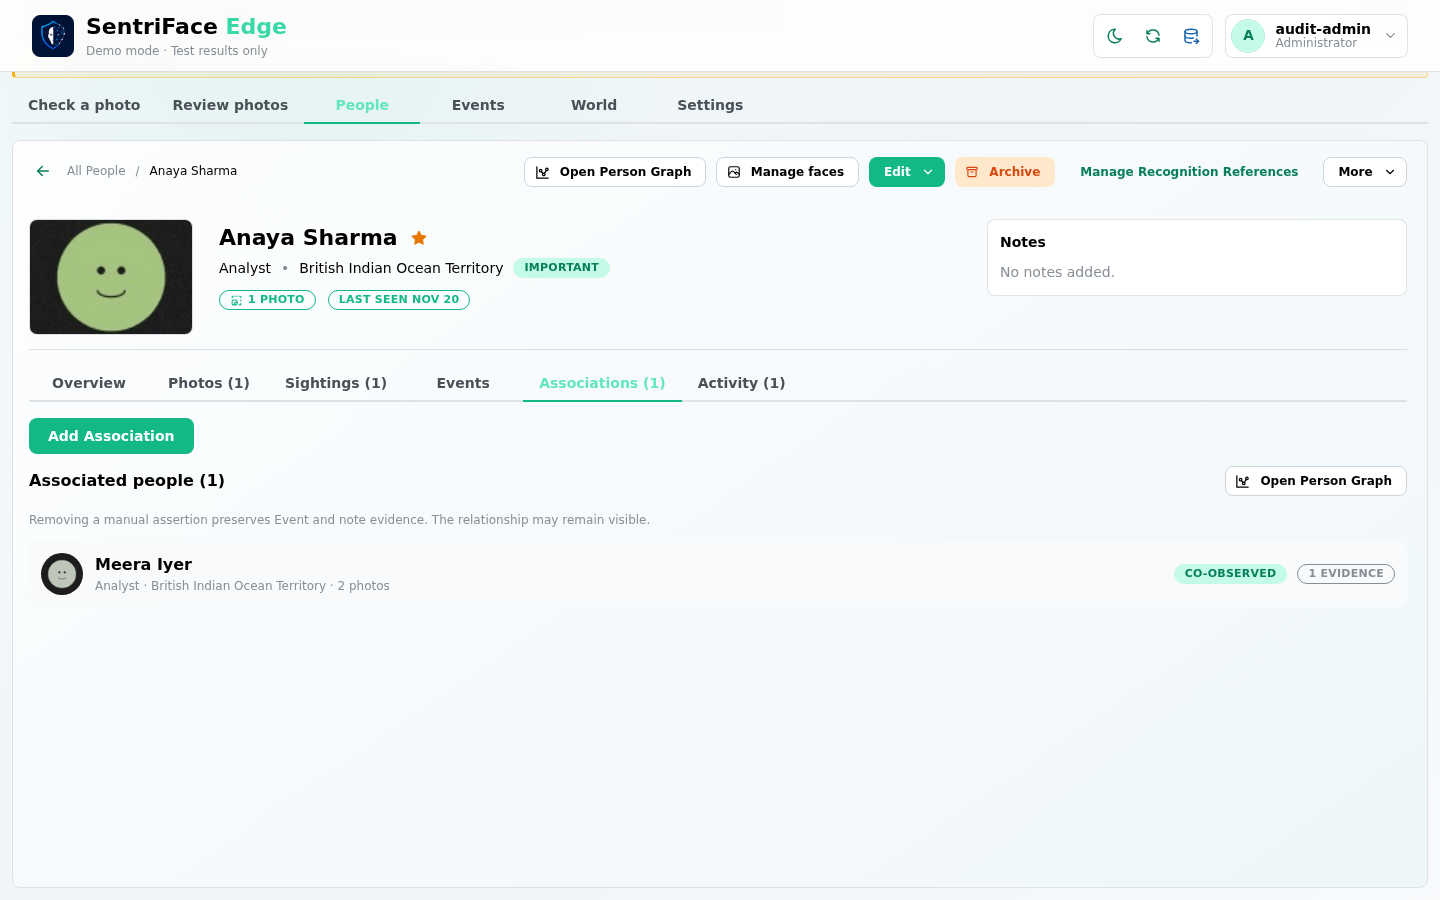 SentriFace Edge
Demo mode · Test results only
A
audit-admin
Administrator
Check a photo
Review photos
People
Events
World
Settings
All People / Anaya Sharma
Open Person Graph
Manage faces
Edit
Archive
Manage Recognition References
More
Anaya Sharma
Analyst • British Indian Ocean Territory
IMPORTANT
1 PHOTO
LAST SEEN NOV 20
Notes
No notes added.
Overview
Photos (1)
Sightings (1)
Events
Associations (1)
Activity (1)
Add Association
Associated people (1)
Open Person Graph
Removing a manual assertion preserves Event and note evidence. The relationship may remain visible.
Meera Iyer
Analyst · British Indian Ocean Territory · 2 photos
CO-OBSERVED
1 EVIDENCE